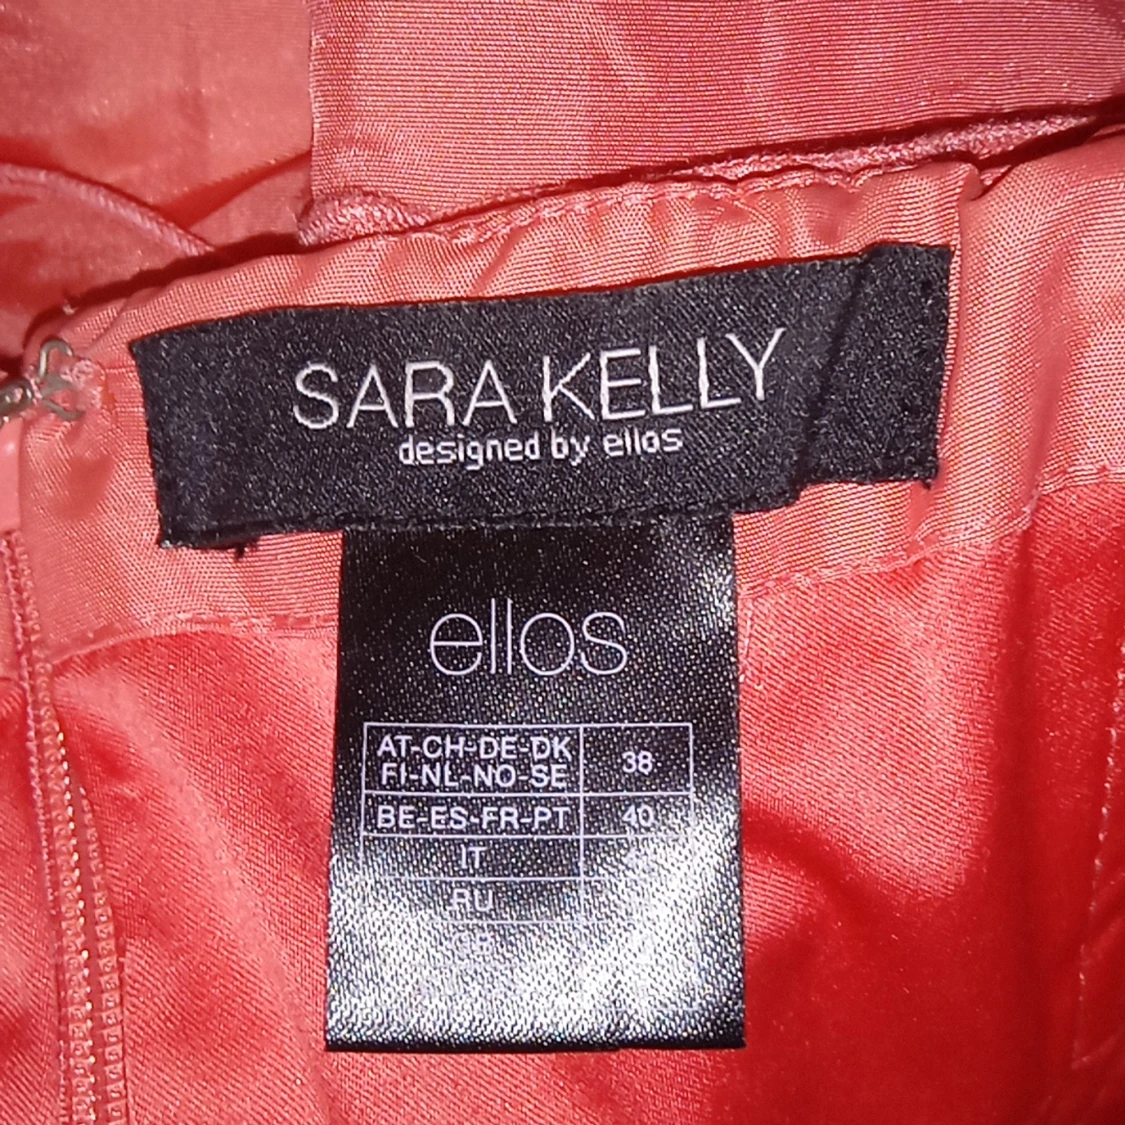 SARA KELLY
designed by ellos
ellos
AT-CH-DE-DK
FI-NL-NO-SE 38
BE-ES-FR-PT 40
IT
RU